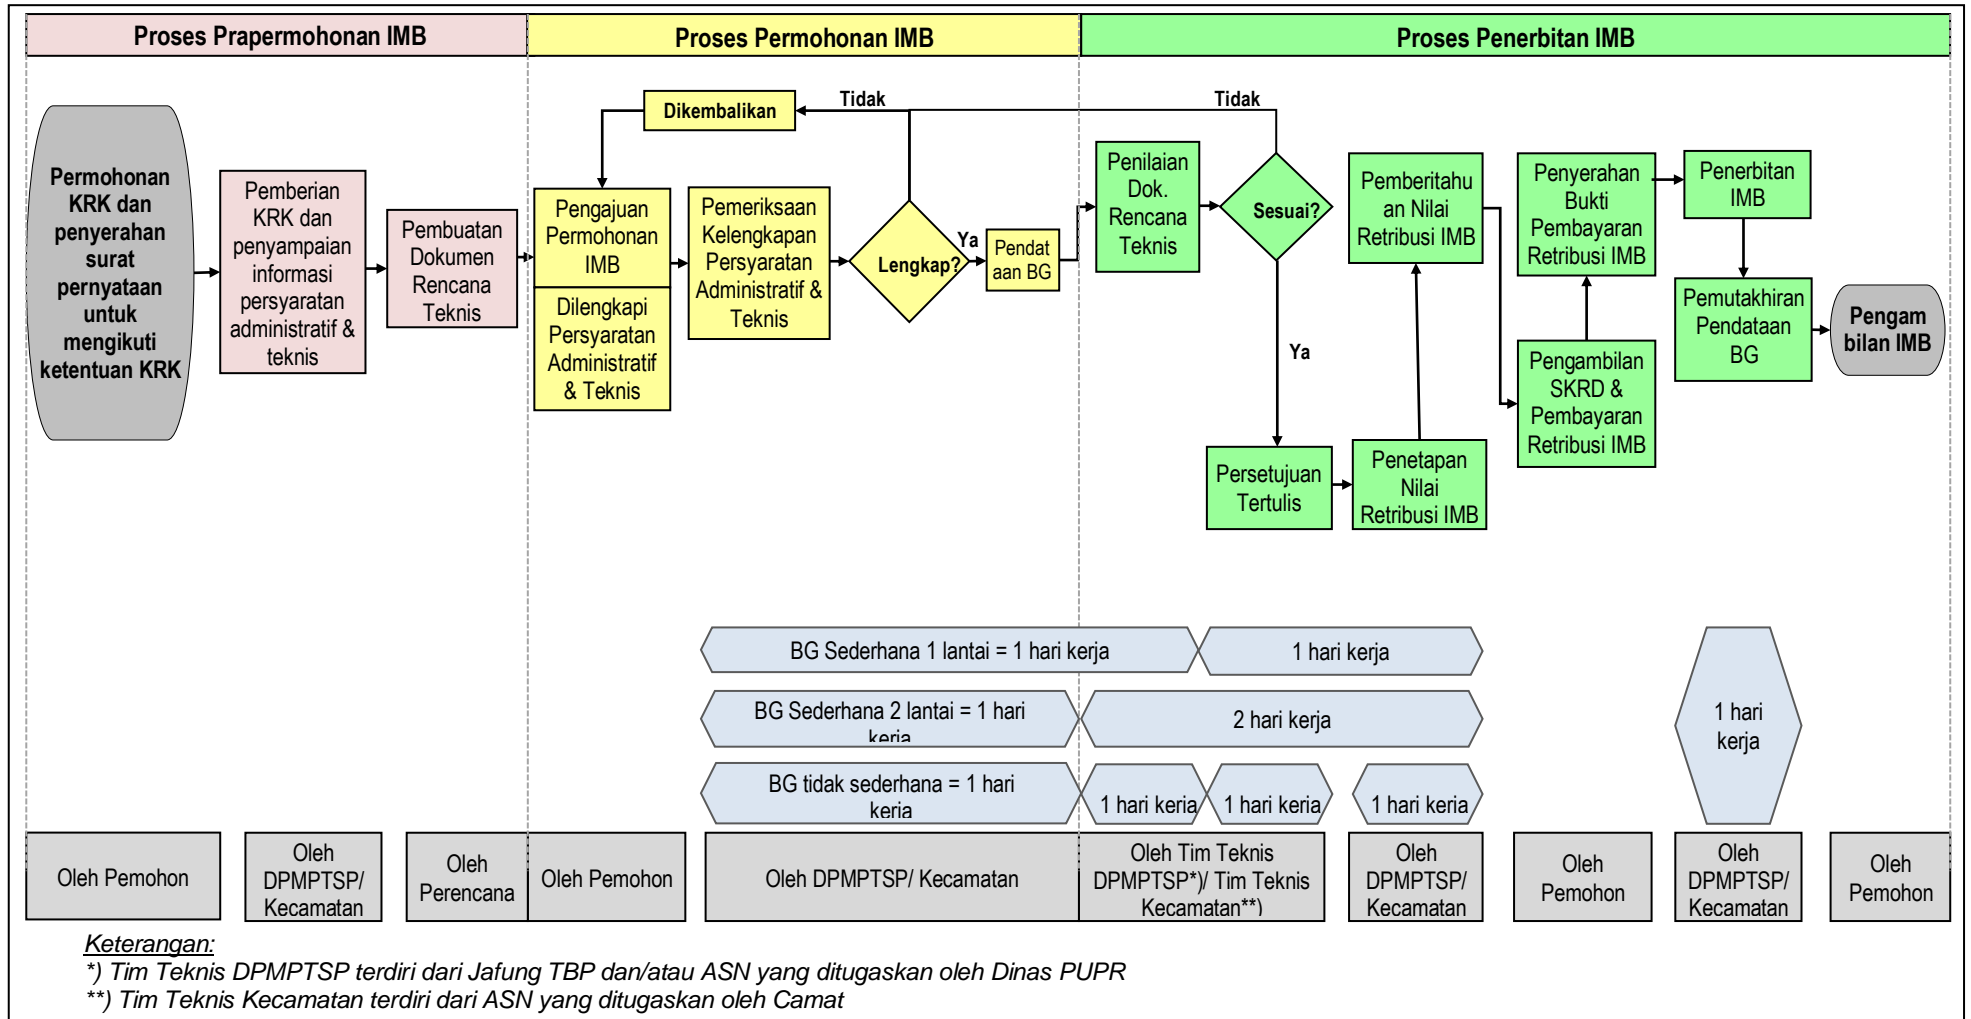 Proses Prapermohonan IMB
Proses Permohonan IMB
Proses Penerbitan IMB
Permohonan
KRK dan
penyerahan
surat
pernyataan
untuk
mengikuti
ketentuan KRK
Pemberian
KRK dan
penyampaian
informasi
persyaratan
administratif &
teknis
Pembuatan
Dokumen
Rencana
Teknis
Dikembalikan
Tidak
Pengajuan
Permohonan
IMB
Dilengkapi
Persyaratan
Administratif
& Teknis
Pemeriksaan
Kelengkapan
Persyaratan
Administratif &
Teknis
Lengkap?
Ya
Pendat
aan BG
Tidak
Penilaian
Dok.
Rencana
Teknis
Sesuai?
Ya
Persetujuan
Tertulis
Penetapan
Nilai
Retribusi IMB
Pemberitahu
an Nilai
Retribusi IMB
Pengambilan
SKRD &
Pembayaran
Retribusi IMB
Penyerahan
Bukti
Pembayaran
Retribusi IMB
Penerbitan
IMB
Pemutakhiran
Pendataan
BG
Pengam
bilan IMB
BG Sederhana 1 lantai = 1 hari kerja
1 hari kerja
BG Sederhana 2 lantai = 1 hari
kerja
2 hari kerja
BG tidak sederhana = 1 hari
kerja
1 hari kerja
1 hari kerja
1 hari kerja
1 hari
kerja
Oleh Pemohon
Oleh
DPMPTSP/
Kecamatan
Oleh
Perencana
Oleh Pemohon
Oleh DPMPTSP/ Kecamatan
Oleh Tim Teknis
DPMPTSP*)/ Tim Teknis
Kecamatan**)
Oleh
DPMPTSP/
Kecamatan
Oleh
Pemohon
Oleh
DPMPTSP/
Kecamatan
Oleh
Pemohon
Keterangan:
*) Tim Teknis DPMPTSP terdiri dari Jafung TBP dan/atau ASN yang ditugaskan oleh Dinas PUPR
**) Tim Teknis Kecamatan terdiri dari ASN yang ditugaskan oleh Camat